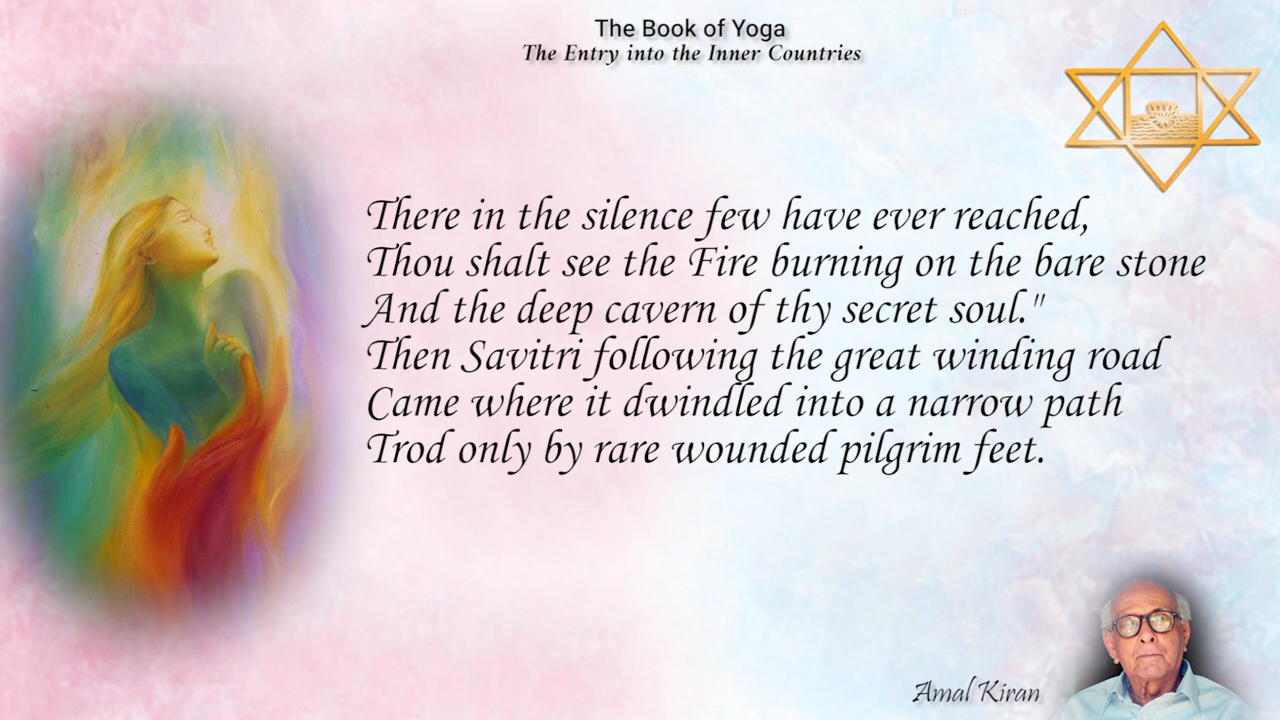 The Book of Yoga
The Entry into the Inner Countries
There in the silence few have ever reached,
Thou shalt see the Fire burning on the bare stone
And the deep cavern of thy secret soul."
Then Savitri following the great winding road
Came where it dwindled into a narrow path
Trod only by rare wounded pilgrim feet.
Amal Kiran